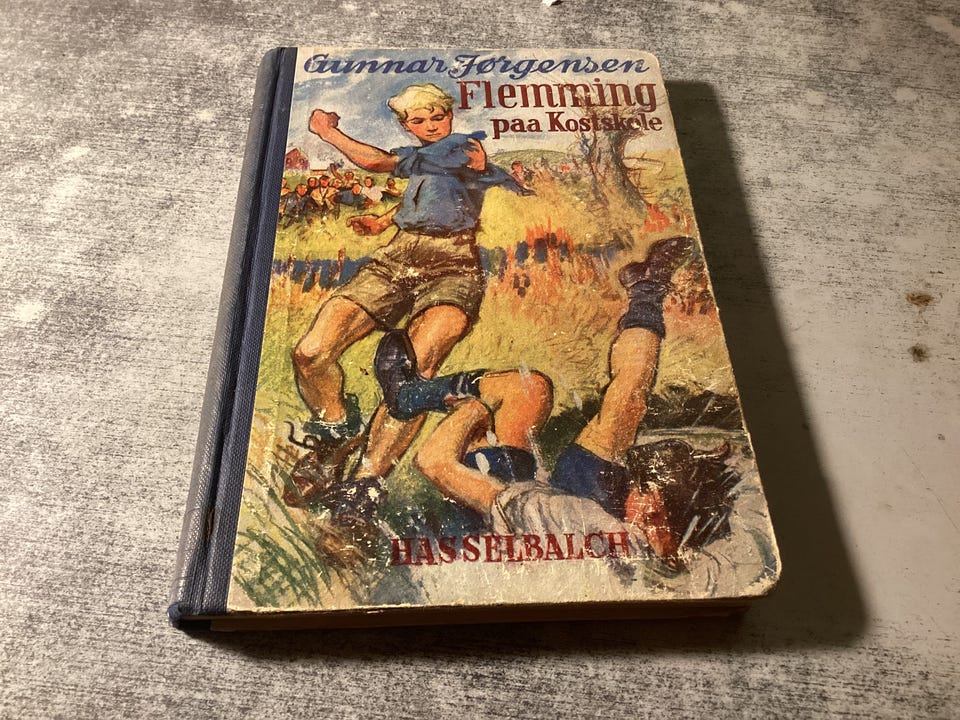 Gunnar Jørgensen
Flemming
paa Kostskole
HASSELBALCH